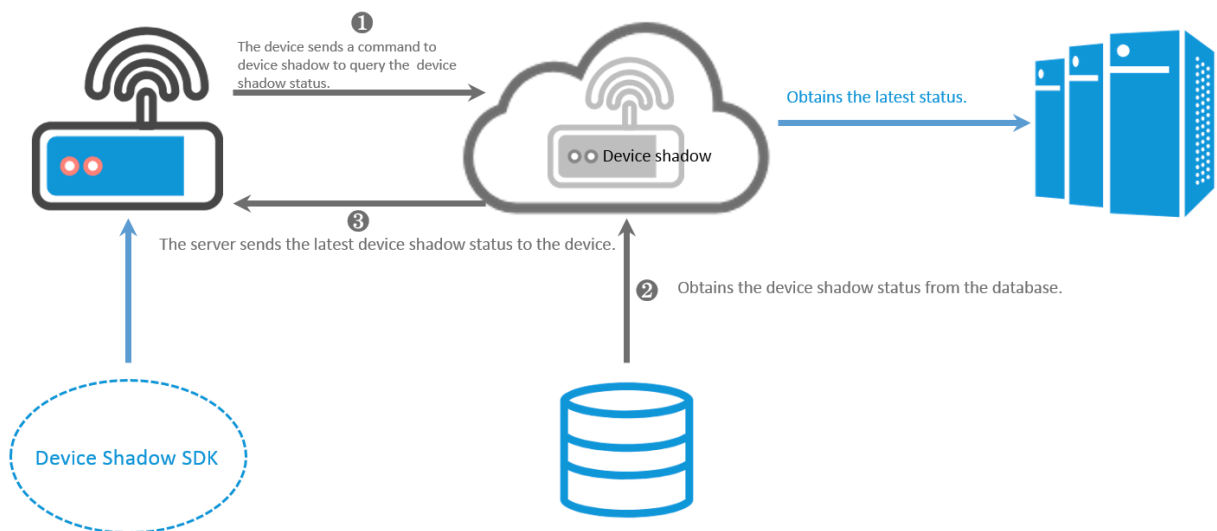 ❶
The device sends a command to
device shadow to query the device
shadow status.
Obtains the latest status.
Device shadow
❸
The server sends the latest device shadow status to the device.
❷
Obtains the device shadow status from the database.
Device Shadow SDK